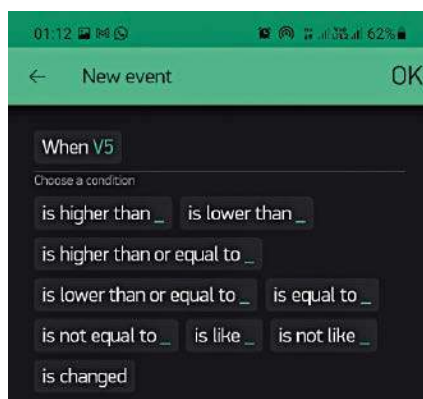 01:12 62%
← New event OK
When V5
Choose a condition
is higher than _ is lower than _
is higher than or equal to _
is lower than or equal to _ is equal to _
is not equal to _ is like _ is not like _
is changed